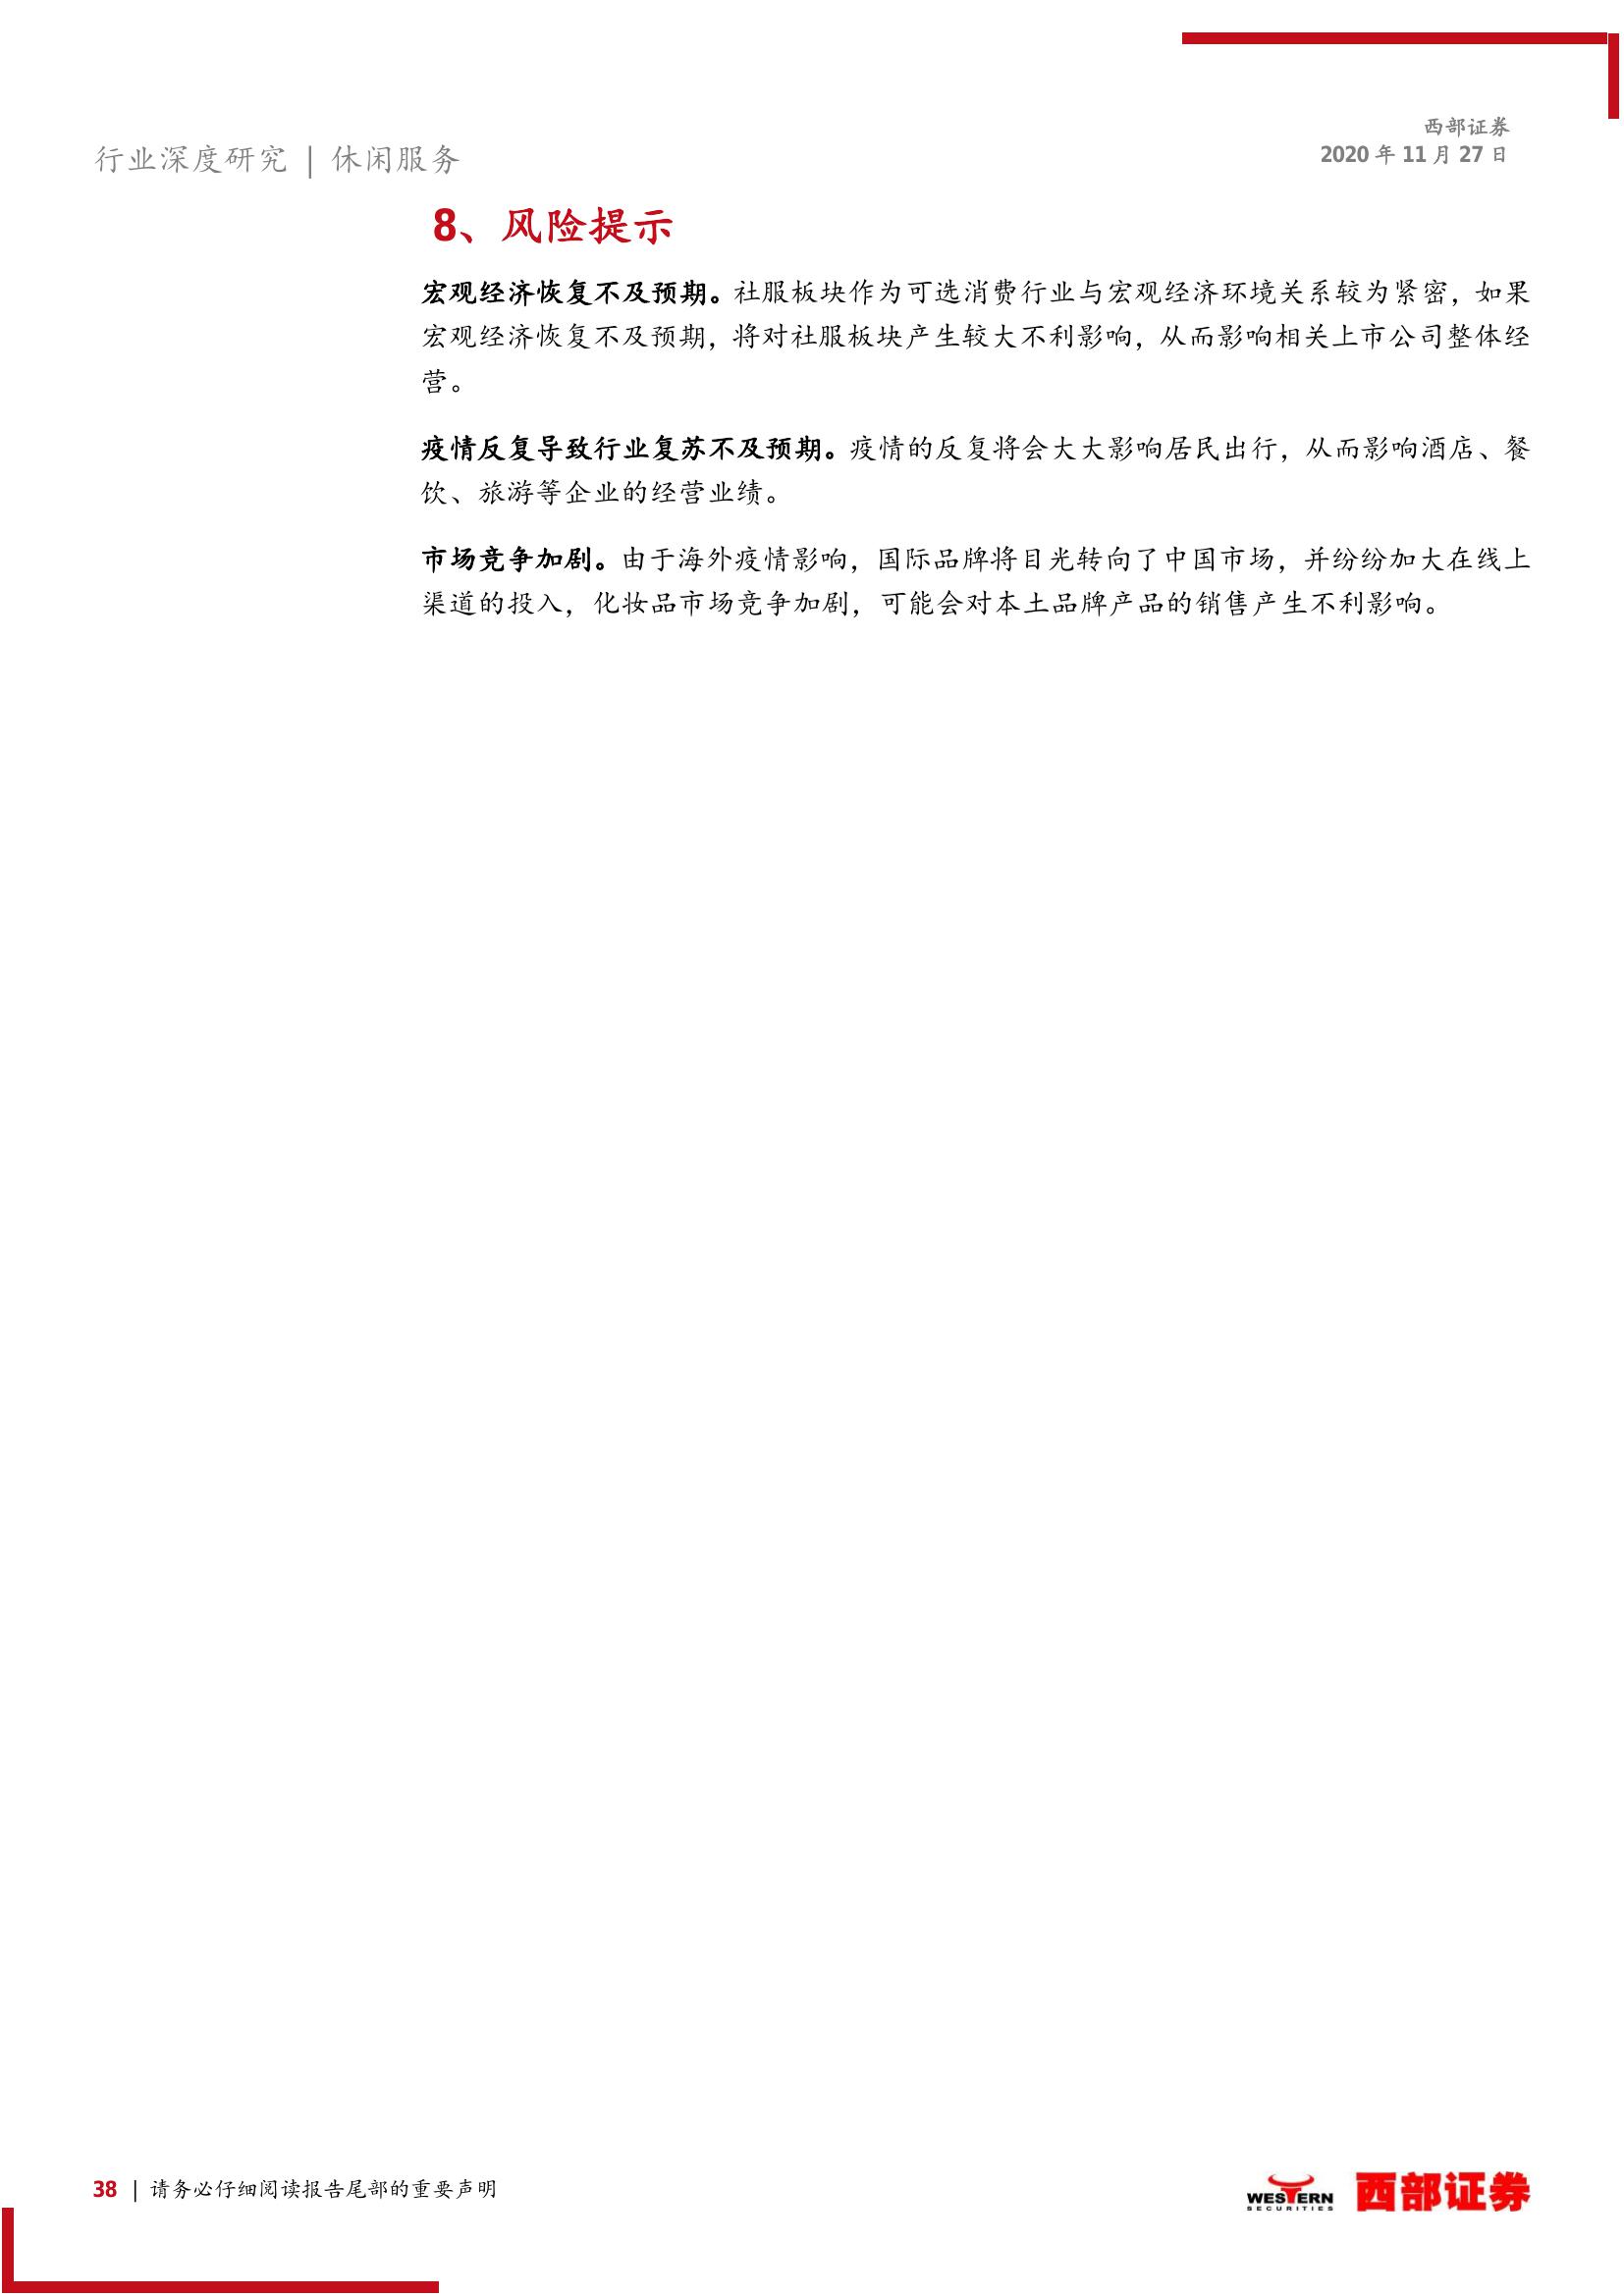 西部证券
2020 年 11 月 27 日
行业深度研究 | 休闲服务
8、风险提示
宏观经济恢复不及预期。社服板块作为可选消费行业与宏观经济环境关系较为紧密，如果
宏观经济恢复不及预期，将对社服板块产生较大不利影响，从而影响相关上市公司整体经
营。
疫情反复导致行业复苏不及预期。疫情的反复将会大大影响居民出行，从而影响酒店、餐
饮、旅游等企业的经营业绩。
市场竞争加剧。由于海外疫情影响，国际品牌将目光转向了中国市场，并纷纷加大在线上
渠道的投入，化妆品市场竞争加剧，可能会对本土品牌产品的销售产生不利影响。
38 | 请务必仔细阅读报告尾部的重要声明
WESTERN
SECURITIES
西部证券